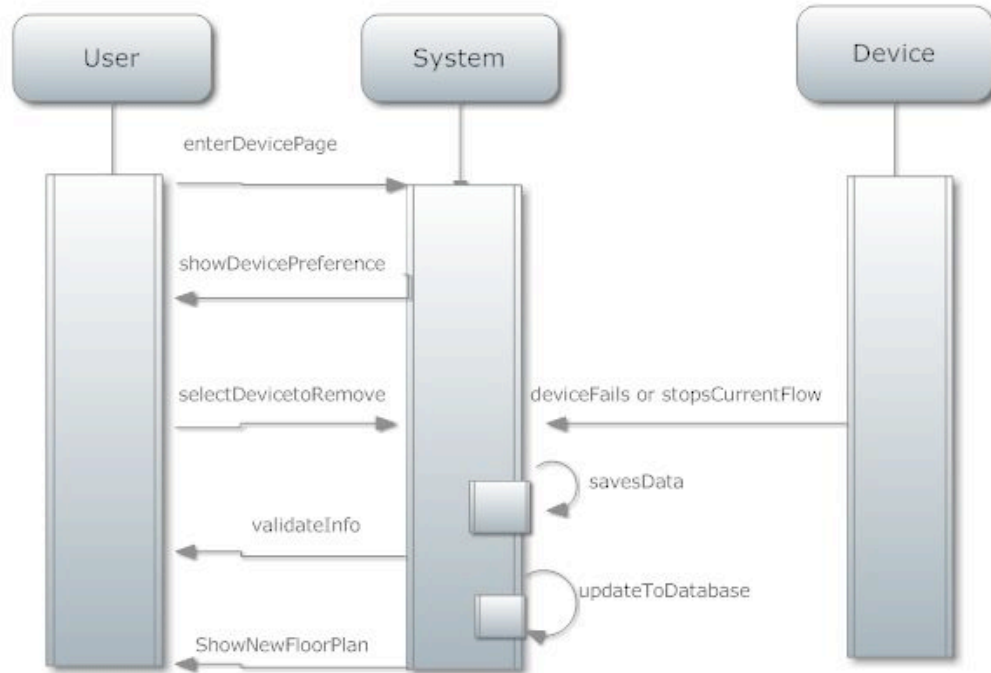 User
System
Device
enterDevicePage
showDevicePreference
selectDevicetoRemove
deviceFails or stopsCurrentFlow
savesData
validateInfo
updateToDatabase
ShowNewFloorPlan